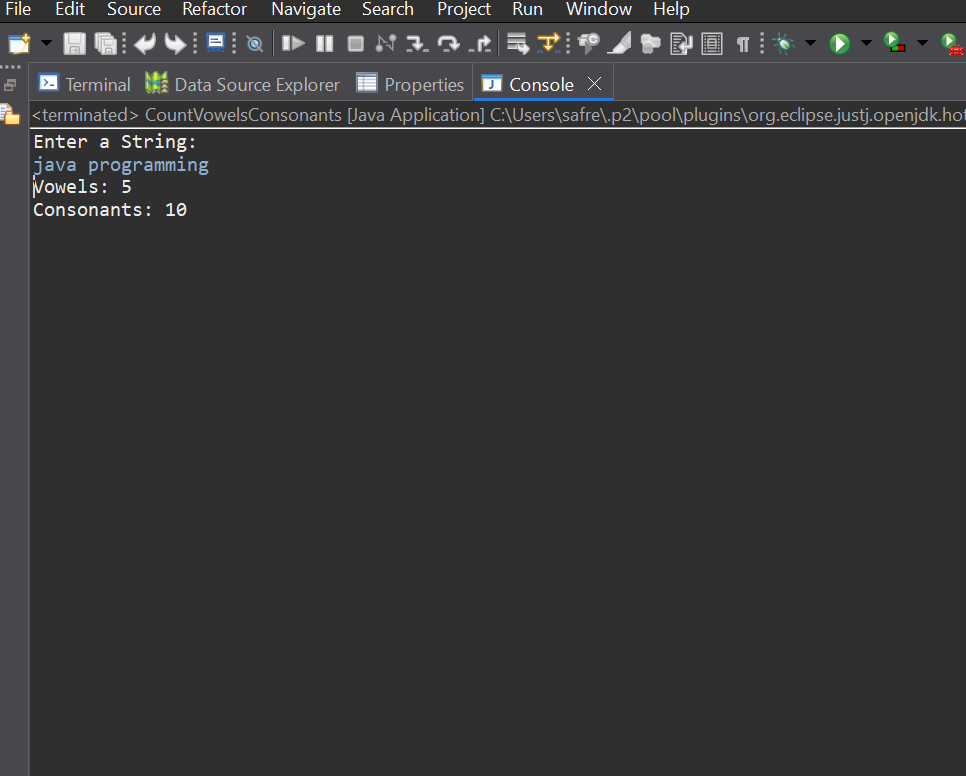 File Edit Source Refactor Navigate Search Project Run Window Help
Terminal Data Source Explorer Properties Console
<terminated> CountVowelsConsonants [Java Application] C:\Users\safre\.p2\pool\plugins\org.eclipse.justj.openjdk.hot
Enter a String:
java programming
Vowels: 5
Consonants: 10